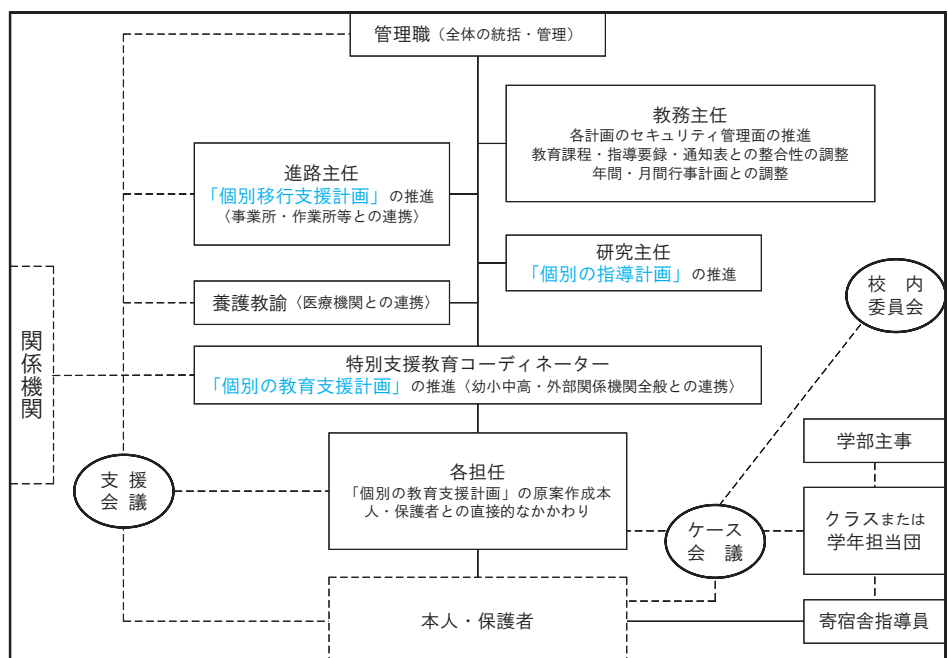 管理職（全体の統括・管理）
教務主任
各計画のセキュリティ管理面の推進
教育課程・指導要録・通知表との整合性の調整
年間・月間行事計画との調整
進路主任
「個別移行支援計画」の推進
〈事業所・作業所等との連携〉
研究主任
「個別の指導計画」の推進
校内
委員会
養護教諭〈医療機関との連携〉
関係機関
特別支援教育コーディネーター
「個別の教育支援計画」の推進〈幼小中高・外部関係機関全般との連携〉
学部主事
各担任
「個別の教育支援計画」の原案作成本
人・保護者との直接的なかかわり
支援
会議
ケース
会議
クラスまたは
学年担当団
本人・保護者
寄宿舎指導員